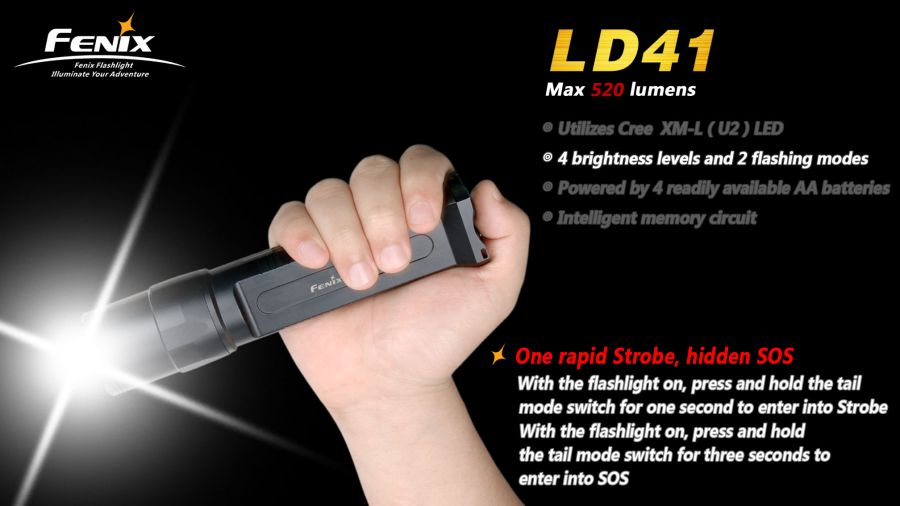 FENIX
Fenix Flashlight
Illuminate Your Adventure
LD41
Max 520 lumens
Utilizes Cree XM-L ( U2 ) LED
4 brightness levels and 2 flashing modes
Powered by 4 readily available AA batteries
Intelligent memory circuit
FENIX
One rapid Strobe, hidden SOS
With the flashlight on, press and hold the tail
mode switch for one second to enter into Strobe
With the flashlight on, press and hold
the tail mode switch for three seconds to
enter into SOS